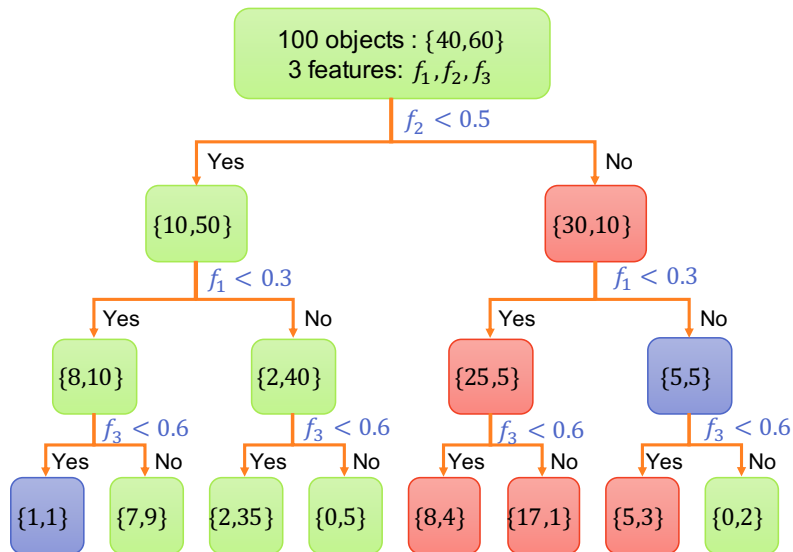 100 objects : {40,60}
3 features: f₁, f₂, f₃
f₂ < 0.5
Yes
No
{10,50}
{30,10}
f₁ < 0.3
f₁ < 0.3
Yes
No
Yes
No
{8,10}
{2,40}
{25,5}
{5,5}
f₃ < 0.6
f₃ < 0.6
f₃ < 0.6
f₃ < 0.6
Yes
No
Yes
No
Yes
No
Yes
No
{1,1}
{7,9}
{2,35}
{0,5}
{8,4}
{17,1}
{5,3}
{0,2}